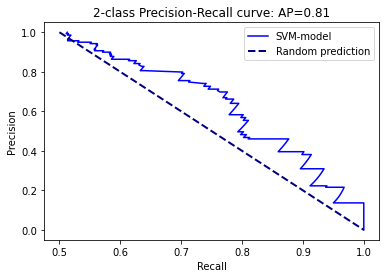 2-class Precision-Recall curve: AP=0.81
SVM-model
Random prediction
Precision
1.0
0.8
0.6
0.4
0.2
0.0
0.5
0.6
0.7
0.8
0.9
1.0
Recall